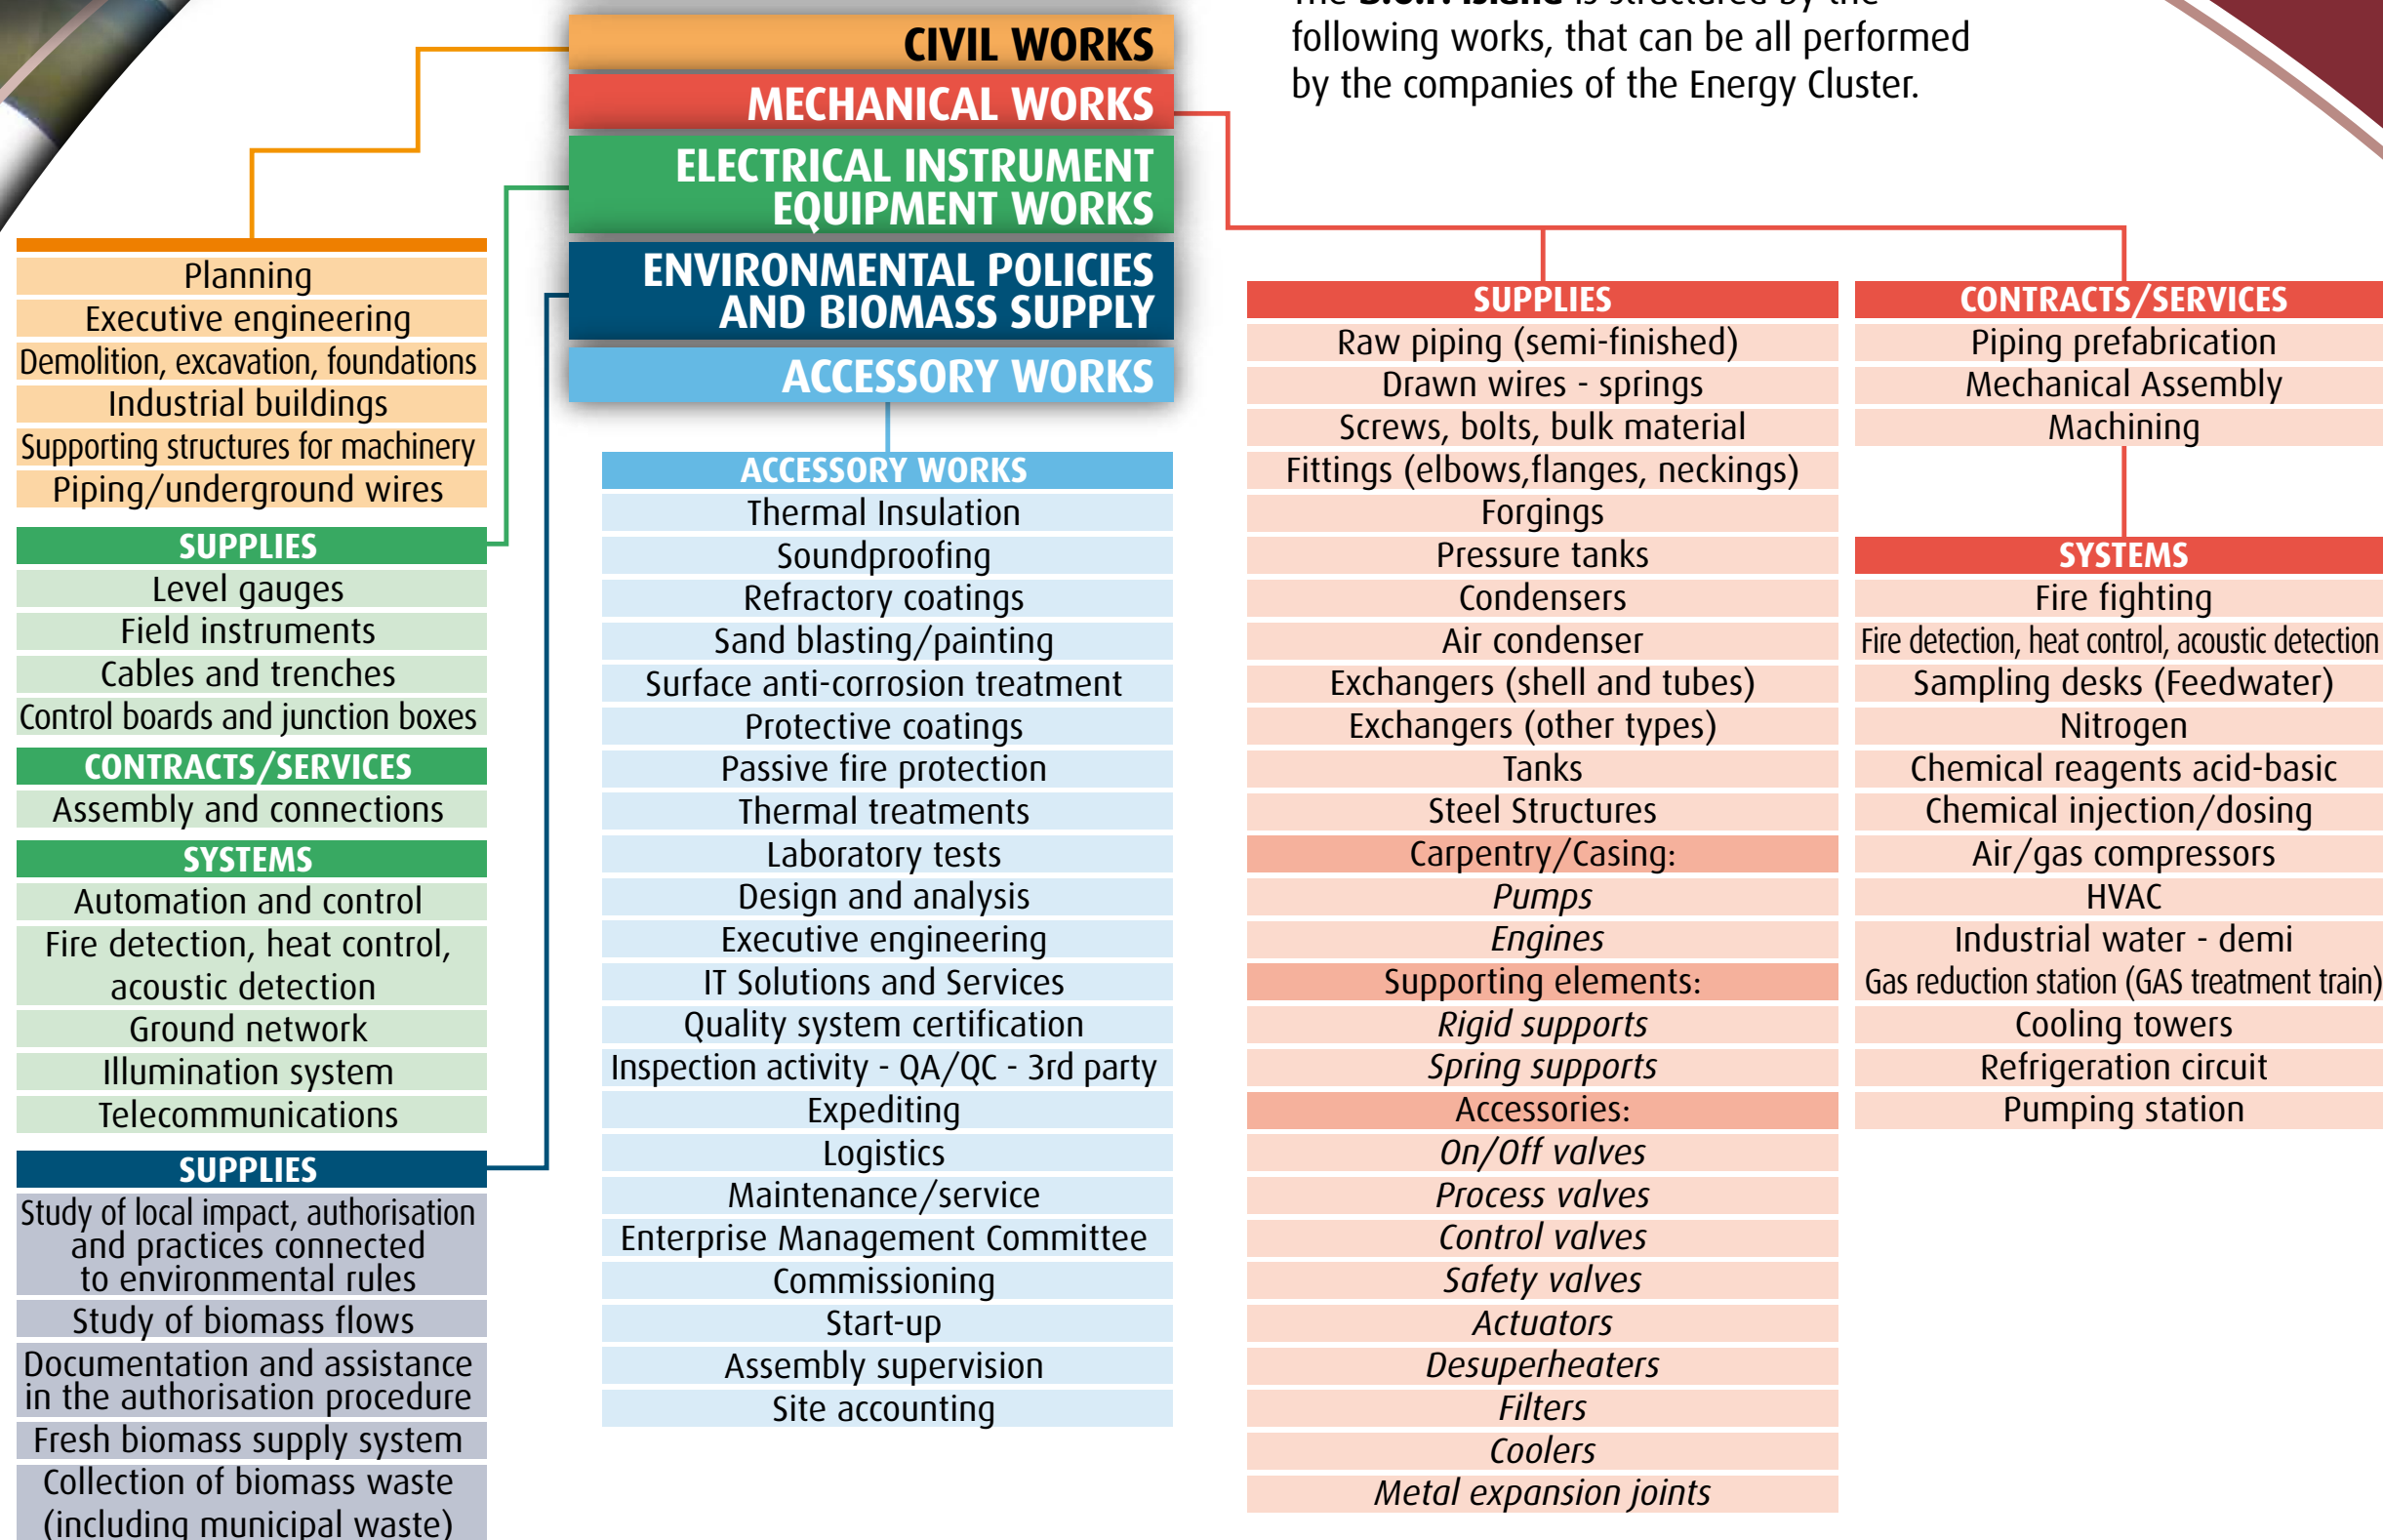 is structured by the
following works, that can be all performed
by the companies of the Energy Cluster.
CIVIL WORKS
MECHANICAL WORKS
ELECTRICAL INSTRUMENT
EQUIPMENT WORKS
ENVIRONMENTAL POLICIES
AND BIOMASS SUPPLY
ACCESSORY WORKS
Planning
Executive engineering
Demolition, excavation, foundations
Industrial buildings
Supporting structures for machinery
Piping/underground wires
SUPPLIES
Level gauges
Field instruments
Cables and trenches
Control boards and junction boxes
CONTRACTS/SERVICES
Assembly and connections
SYSTEMS
Automation and control
Fire detection, heat control,
acoustic detection
Ground network
Illumination system
Telecommunications
SUPPLIES
Study of local impact, authorisation
and practices connected
to environmental rules
Study of biomass flows
Documentation and assistance
in the authorisation procedure
Fresh biomass supply system
Collection of biomass waste
(including municipal waste)
ACCESSORY WORKS
Thermal Insulation
Soundproofing
Refractory coatings
Sand blasting/painting
Surface anti-corrosion treatment
Protective coatings
Passive fire protection
Thermal treatments
Laboratory tests
Design and analysis
Executive engineering
IT Solutions and Services
Quality system certification
Inspection activity - QA/QC - 3rd party
Expediting
Logistics
Maintenance/service
Enterprise Management Committee
Commissioning
Start-up
Assembly supervision
Site accounting
SUPPLIES
Raw piping (semi-finished)
Drawn wires - springs
Screws, bolts, bulk material
Fittings (elbows,flanges, neckings)
Forgings
Pressure tanks
Condensers
Air condenser
Exchangers (shell and tubes)
Exchangers (other types)
Tanks
Steel Structures
Carpentry/Casing:
Pumps
Engines
Supporting elements:
Rigid supports
Spring supports
Accessories:
On/Off valves
Process valves
Control valves
Safety valves
Actuators
Desuperheaters
Filters
Coolers
Metal expansion joints
CONTRACTS/SERVICES
Piping prefabrication
Mechanical Assembly
Machining
SYSTEMS
Fire fighting
Fire detection, heat control, acoustic detection
Sampling desks (Feedwater)
Nitrogen
Chemical reagents acid-basic
Chemical injection/dosing
Air/gas compressors
HVAC
Industrial water - demi
Gas reduction station (GAS treatment train)
Cooling towers
Refrigeration circuit
Pumping station